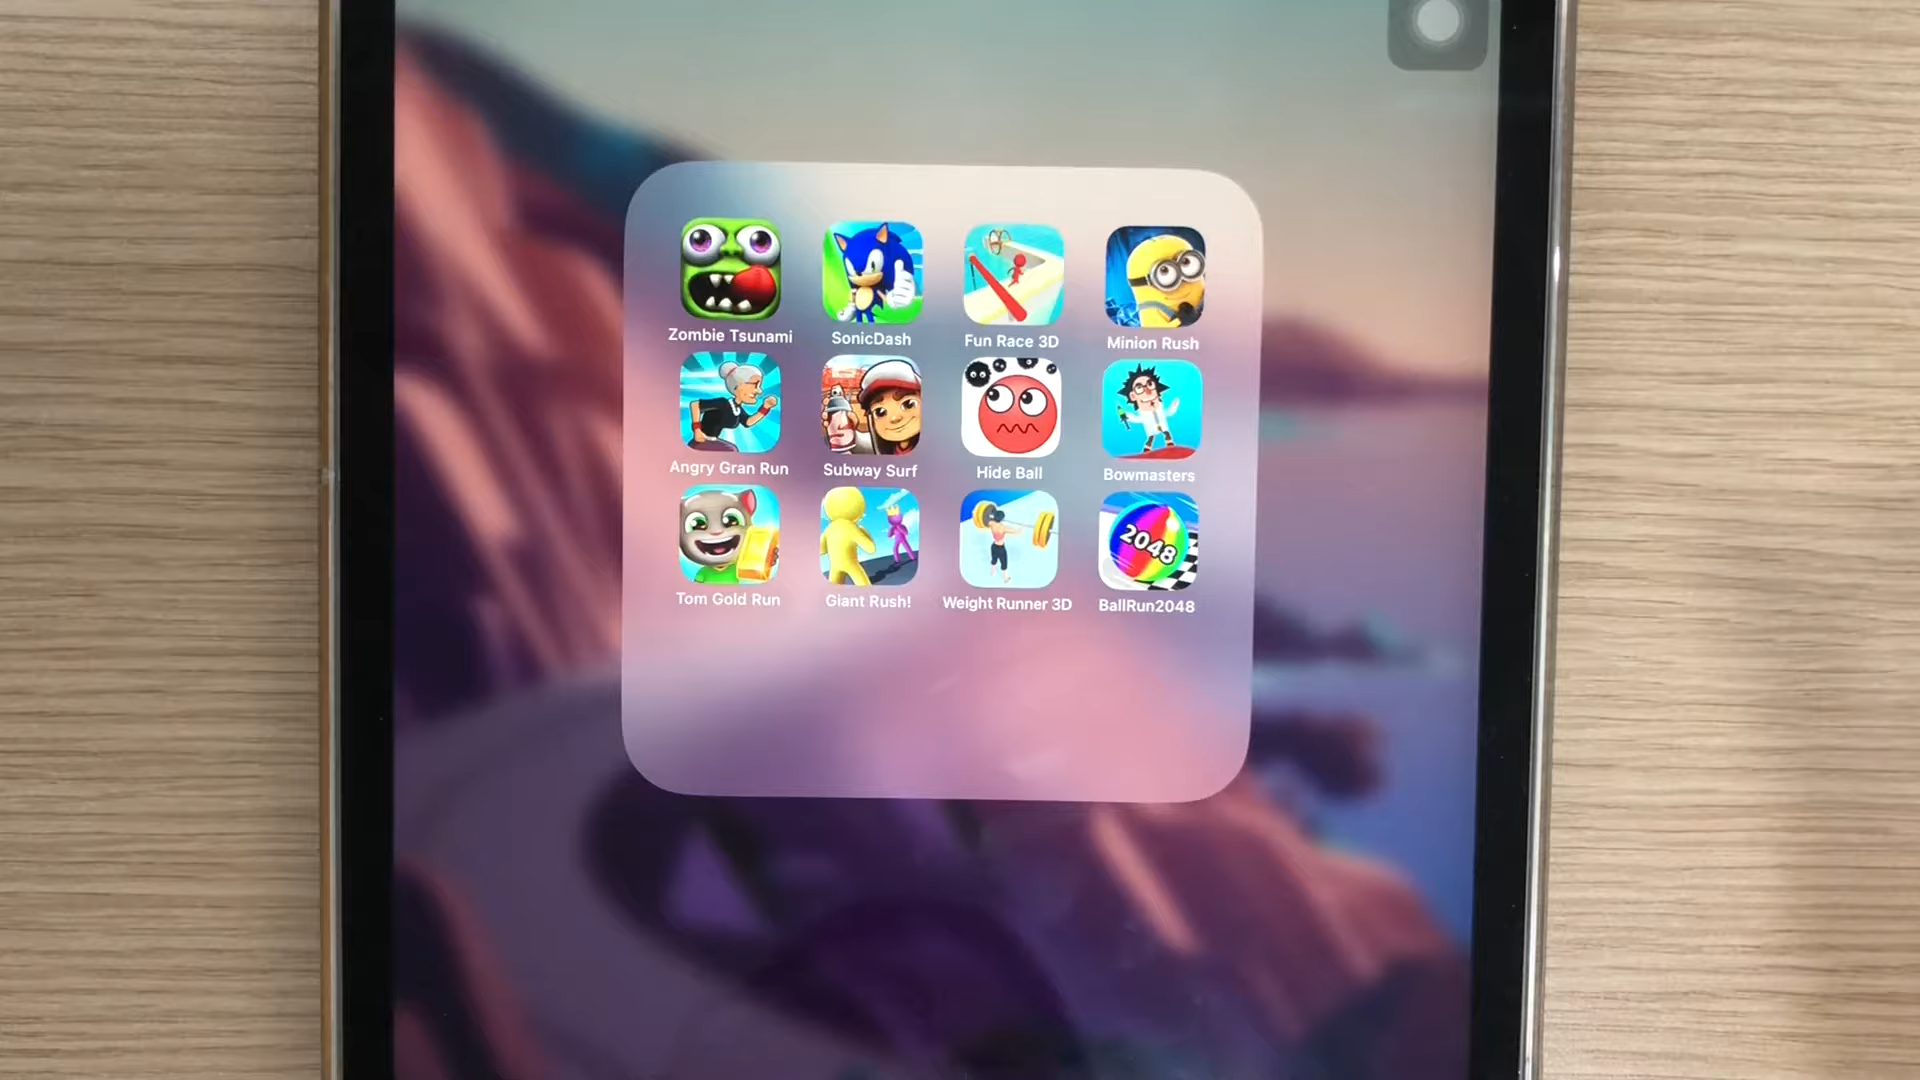 Zombie Tsunami
SonicDash
Fun Race 3D
Minion Rush
Angry Gran Run
Subway Surf
Hide Ball
Bowmasters
2048
Tom Gold Run
Giant Rush!
Weight Runner 3D
BallRun2048